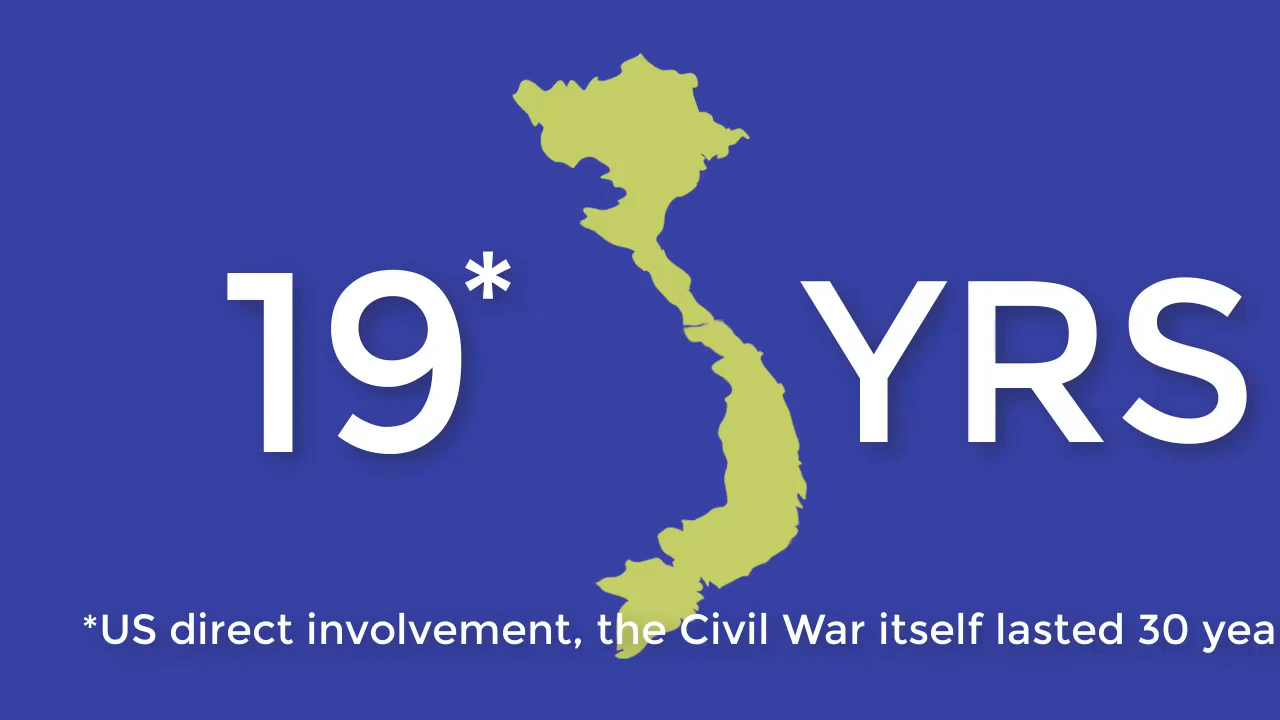 19* YRS
*US direct involvement, the Civil War itself lasted 30 yea